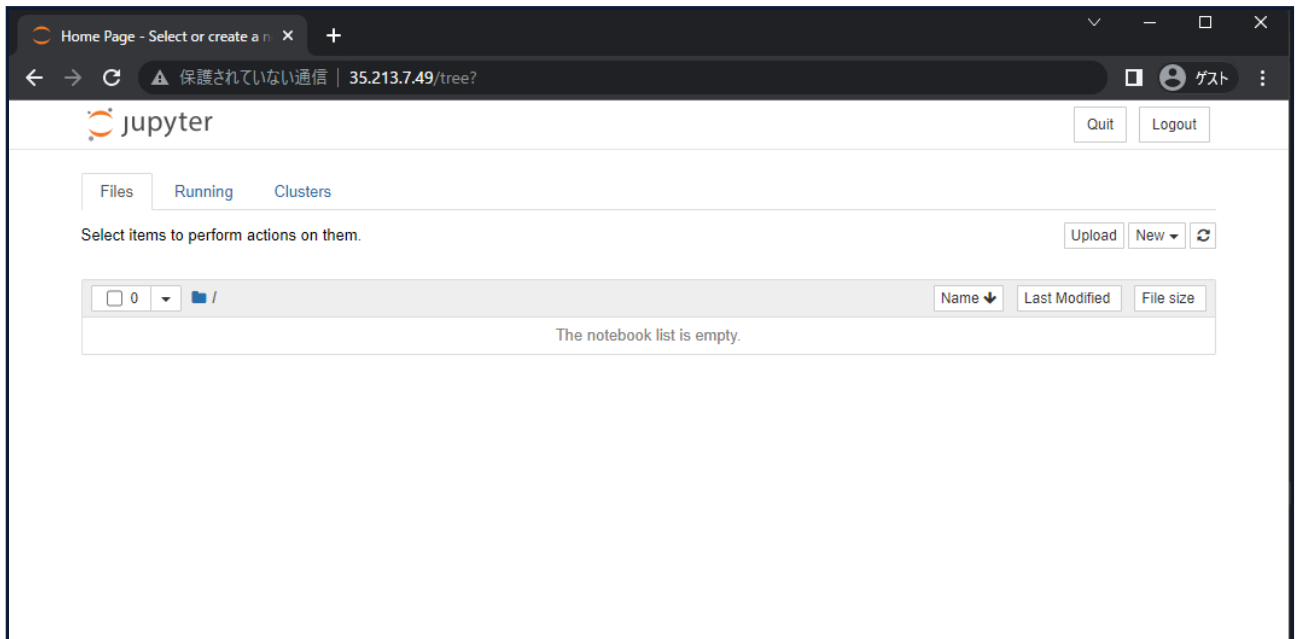 Home Page - Select or create a n
保護されていない通信 | 35.213.7.49/tree? ゲスト
jupyter Quit Logout
Files Running Clusters
Select items to perform actions on them. Upload New
0 / Name Last Modified File size
The notebook list is empty.